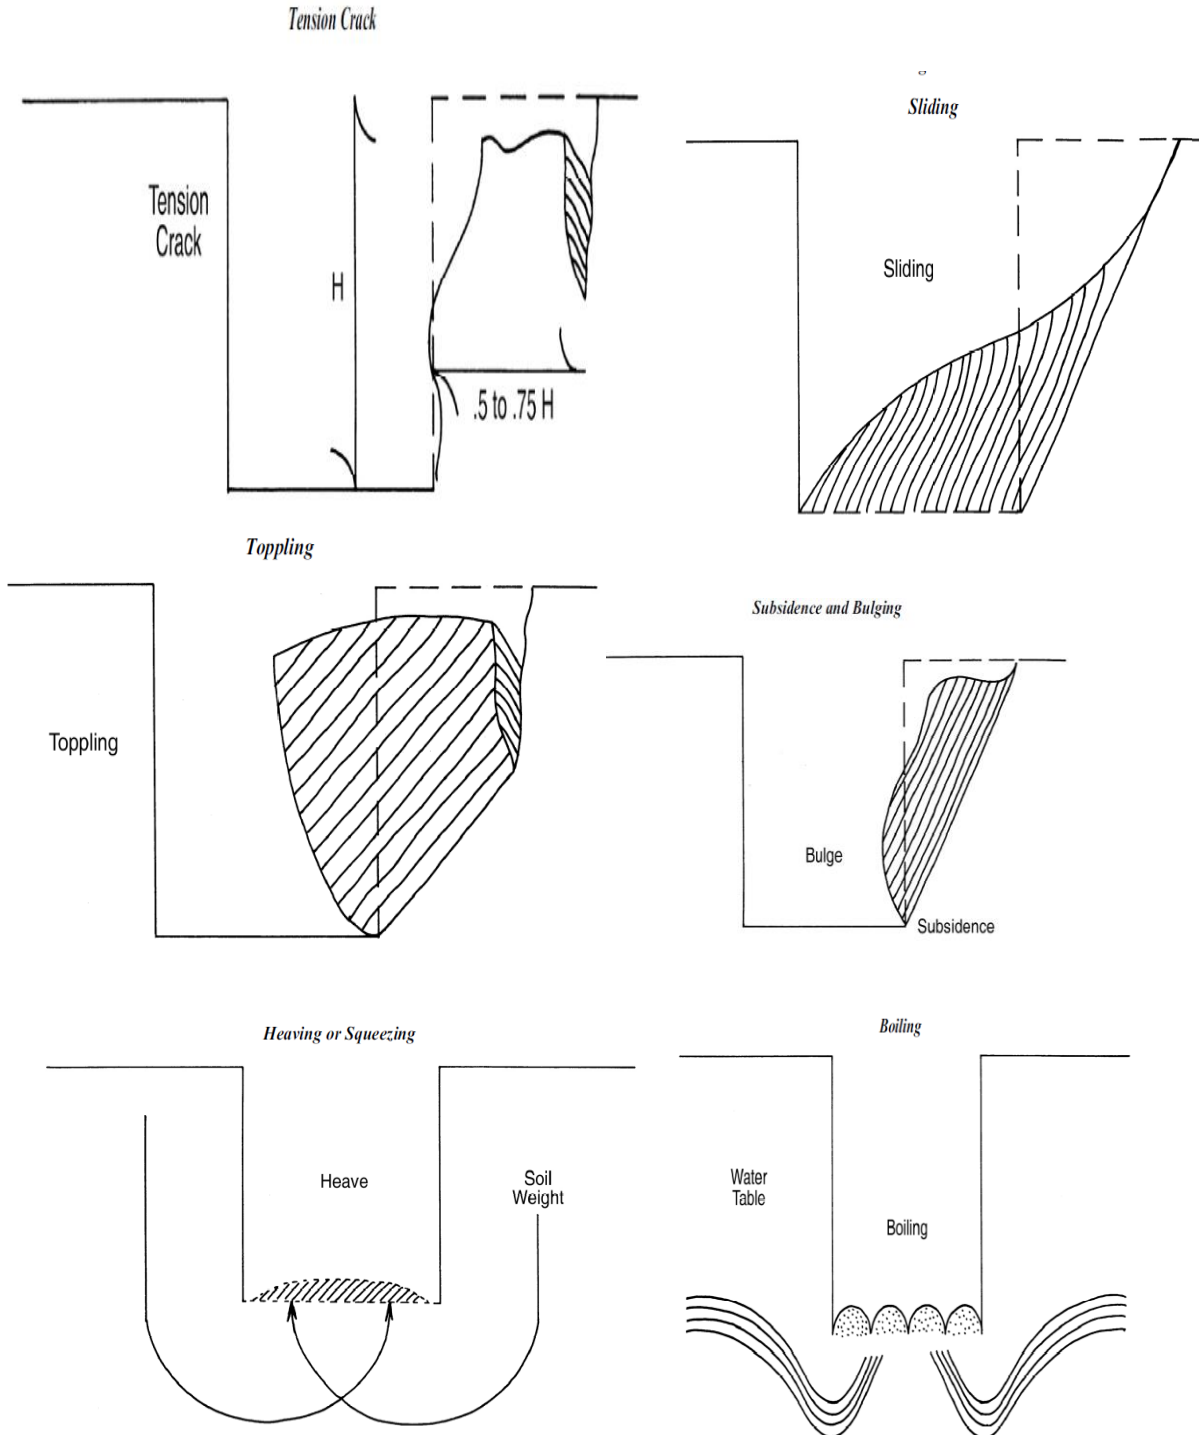 Tension Crack
Tension
Crack
H
.5 to .75 H
Sliding
Sliding
Toppling
Toppling
Subsidence and Bulging
Bulge
Subsidence
Heaving or Squeezing
Heave
Soil
Weight
Boiling
Water
Table
Boiling